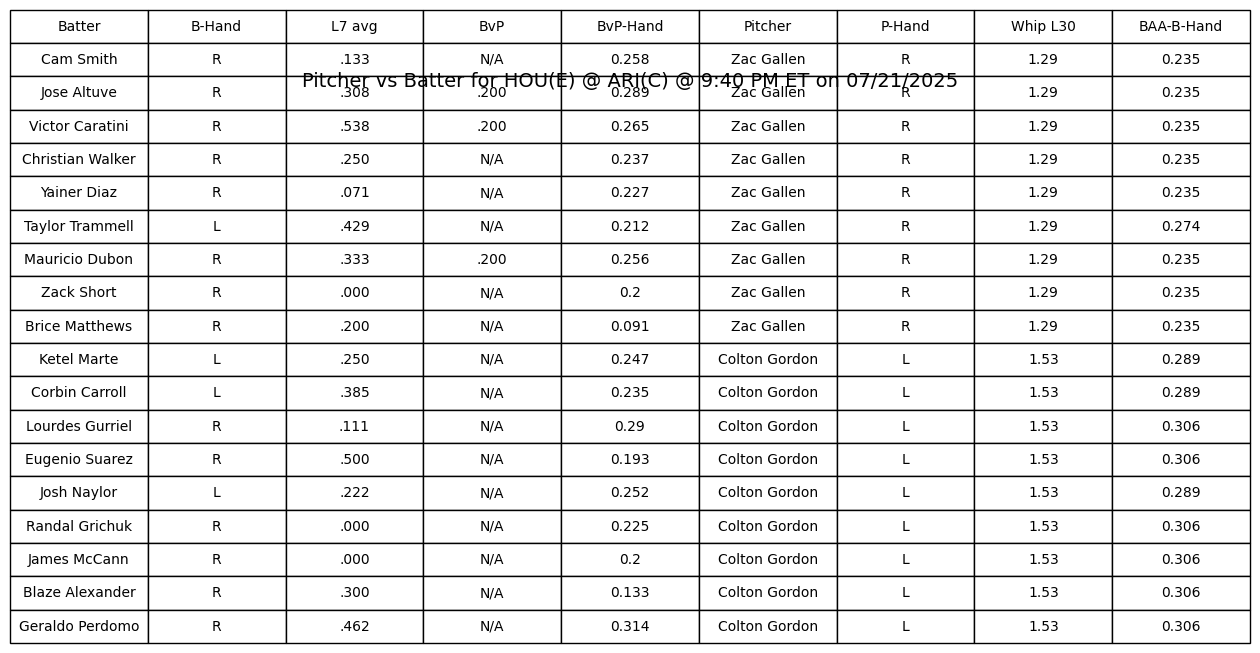 Batter B-Hand L7 avg BvP BvP-Hand Pitcher P-Hand Whip L30 BAA-B-Hand
Cam Smith R .133 N/A 0.258 Zac Gallen R 1.29 0.235
Pitcher vs Batter for HOU(E) @ ARI(C) @ 9:40 PM ET on 07/21/2025
Jose Altuve R .308 .200 0.289 Zac Gallen R 1.29 0.235
Victor Caratini R .538 .200 0.265 Zac Gallen R 1.29 0.235
Christian Walker R .250 N/A 0.237 Zac Gallen R 1.29 0.235
Yainer Diaz R .071 N/A 0.227 Zac Gallen R 1.29 0.235
Taylor Trammell L .429 N/A 0.212 Zac Gallen R 1.29 0.274
Mauricio Dubon R .333 .200 0.256 Zac Gallen R 1.29 0.235
Zack Short R .000 N/A 0.2 Zac Gallen R 1.29 0.235
Brice Matthews R .200 N/A 0.091 Zac Gallen R 1.29 0.235
Ketel Marte L .250 N/A 0.247 Colton Gordon L 1.53 0.289
Corbin Carroll L .385 N/A 0.235 Colton Gordon L 1.53 0.289
Lourdes Gurriel R .111 N/A 0.29 Colton Gordon L 1.53 0.306
Eugenio Suarez R .500 N/A 0.193 Colton Gordon L 1.53 0.306
Josh Naylor L .222 N/A 0.252 Colton Gordon L 1.53 0.289
Randal Grichuk R .000 N/A 0.225 Colton Gordon L 1.53 0.306
James McCann R .000 N/A 0.2 Colton Gordon L 1.53 0.306
Blaze Alexander R .300 N/A 0.133 Colton Gordon L 1.53 0.306
Geraldo Perdomo R .462 N/A 0.314 Colton Gordon L 1.53 0.306